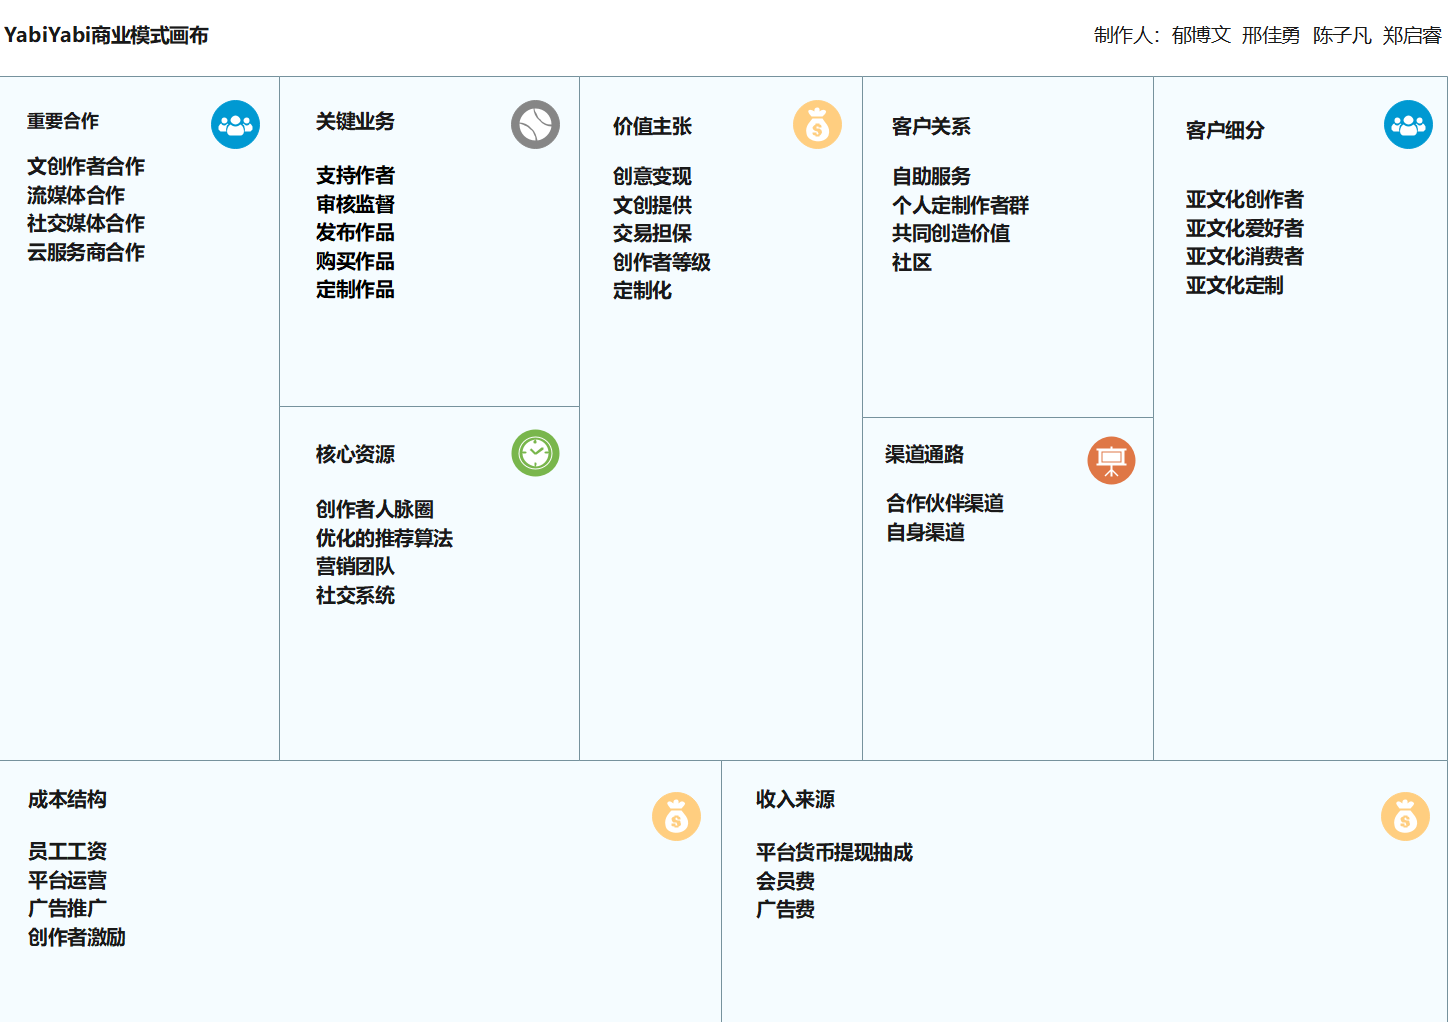 YabiYabi商业模式画布
制作人：郁博文 邢佳勇 陈子凡 郑启睿
重要合作
文创作者合作
流媒体合作
社交媒体合作
云服务商合作
关键业务
支持作者
审核监督
发布作品
购买作品
定制作品
核心资源
创作者人脉圈
优化的推荐算法
营销团队
社交系统
价值主张
创意变现
文创提供
交易担保
创作者等级
定制化
客户关系
自助服务
个人定制作者群
共同创造价值
社区
渠道通路
合作伙伴渠道
自身渠道
客户细分
亚文化创作者
亚文化爱好者
亚文化消费者
亚文化定制
成本结构
员工工资
平台运营
广告推广
创作者激励
收入来源
平台货币提现抽成
会员费
广告费